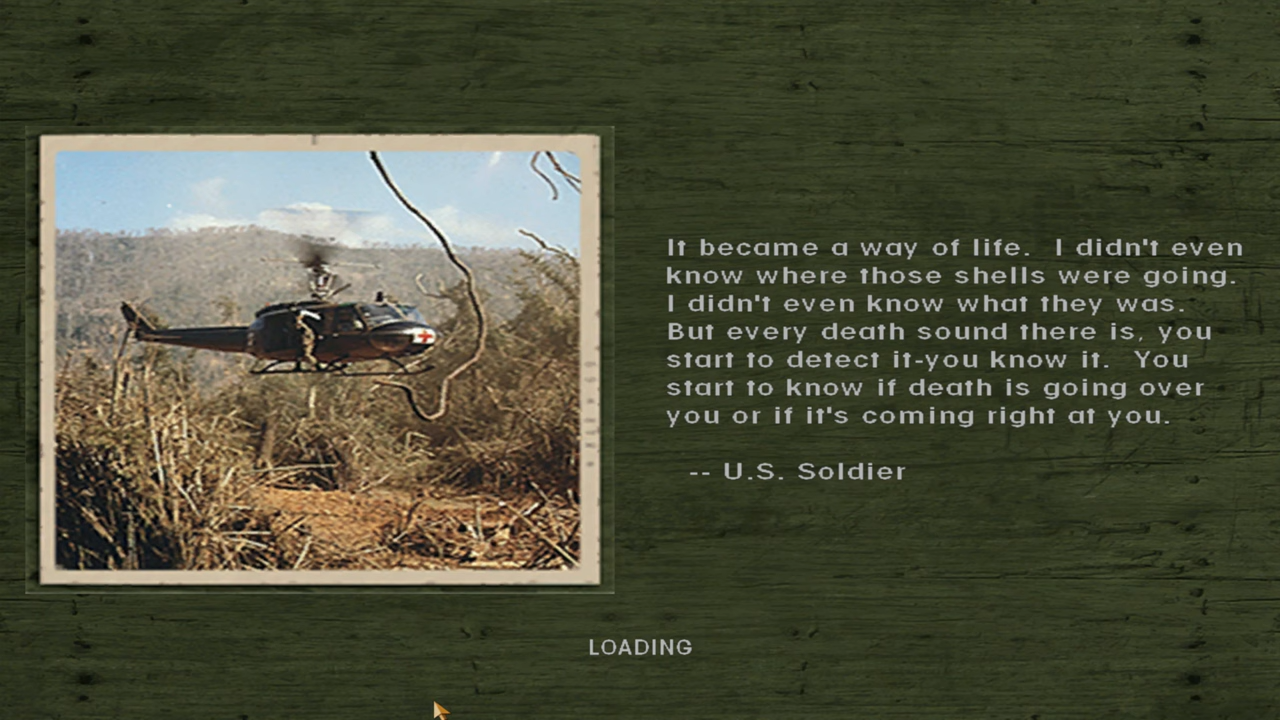 It became a way of life.  I didn't even
know where those shells were going.
I didn't even know what they was.
But every death sound there is, you
start to detect it-you know it.  You
start to know if death is going over
you or if it's coming right at you.
-- U.S. Soldier
LOADING